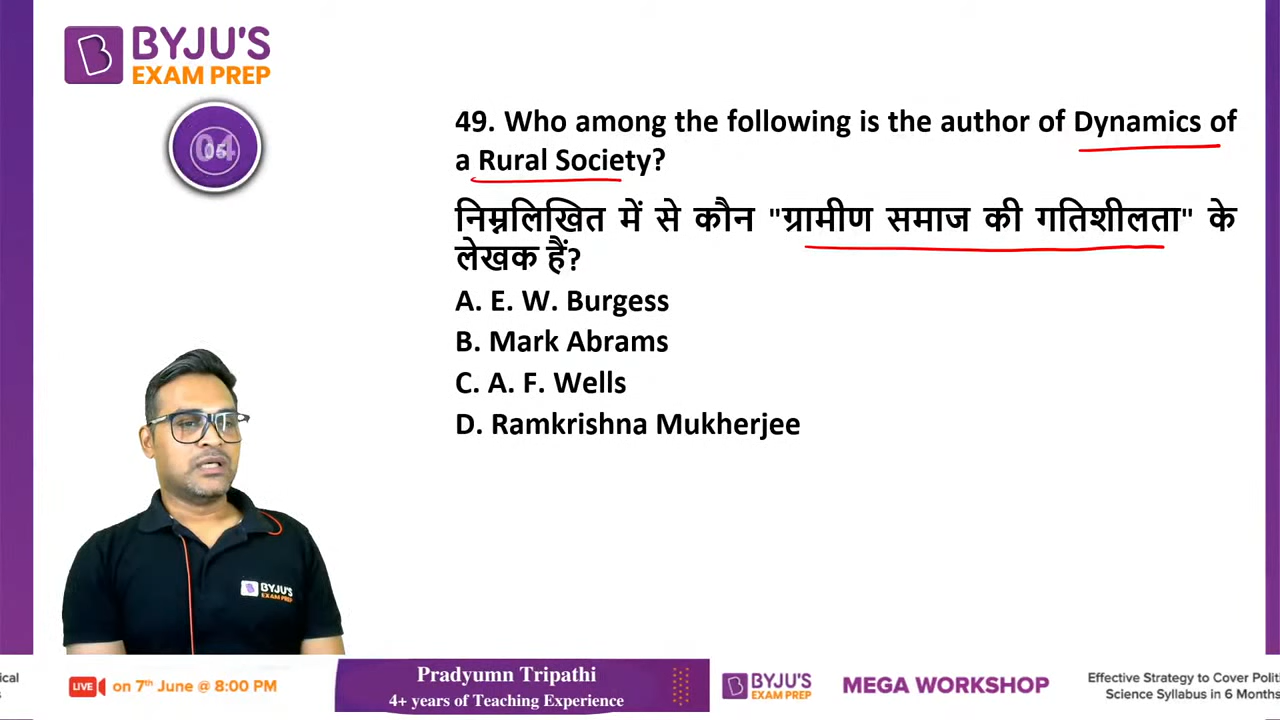 BYJU'S
EXAM PREP
49. Who among the following is the author of Dynamics of
a Rural Society?
निम्नलिखित में से कौन "ग्रामीण समाज की गतिशीलता" के
लेखक हैं?
A. E. W. Burgess
B. Mark Abrams
C. A. F. Wells
D. Ramkrishna Mukherjee
BYJU'S
EXAM PREP
LIVE on 7th June @ 8:00 PM
Pradyumn Tripathi
4+ years of Teaching Experience
BYJU'S
EXAM PREP
MEGA WORKSHOP
Effective Strategy to Cover
Science Syllabus in 6 Months